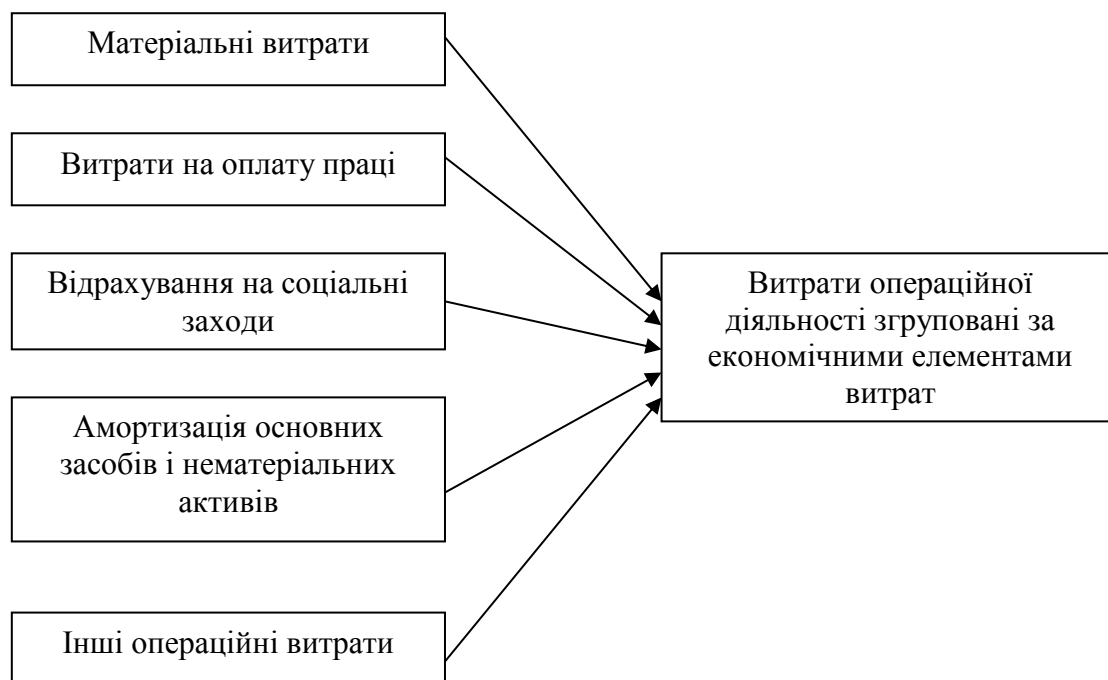 Матеріальні витрати
Витрати на оплату праці
Відрахування на соціальні
заходи
Амортизація основних
засобів і нематеріальних
активів
Інші операційні витрати
Витрати операційної
діяльності згруповані за
економічними елементами
витрат